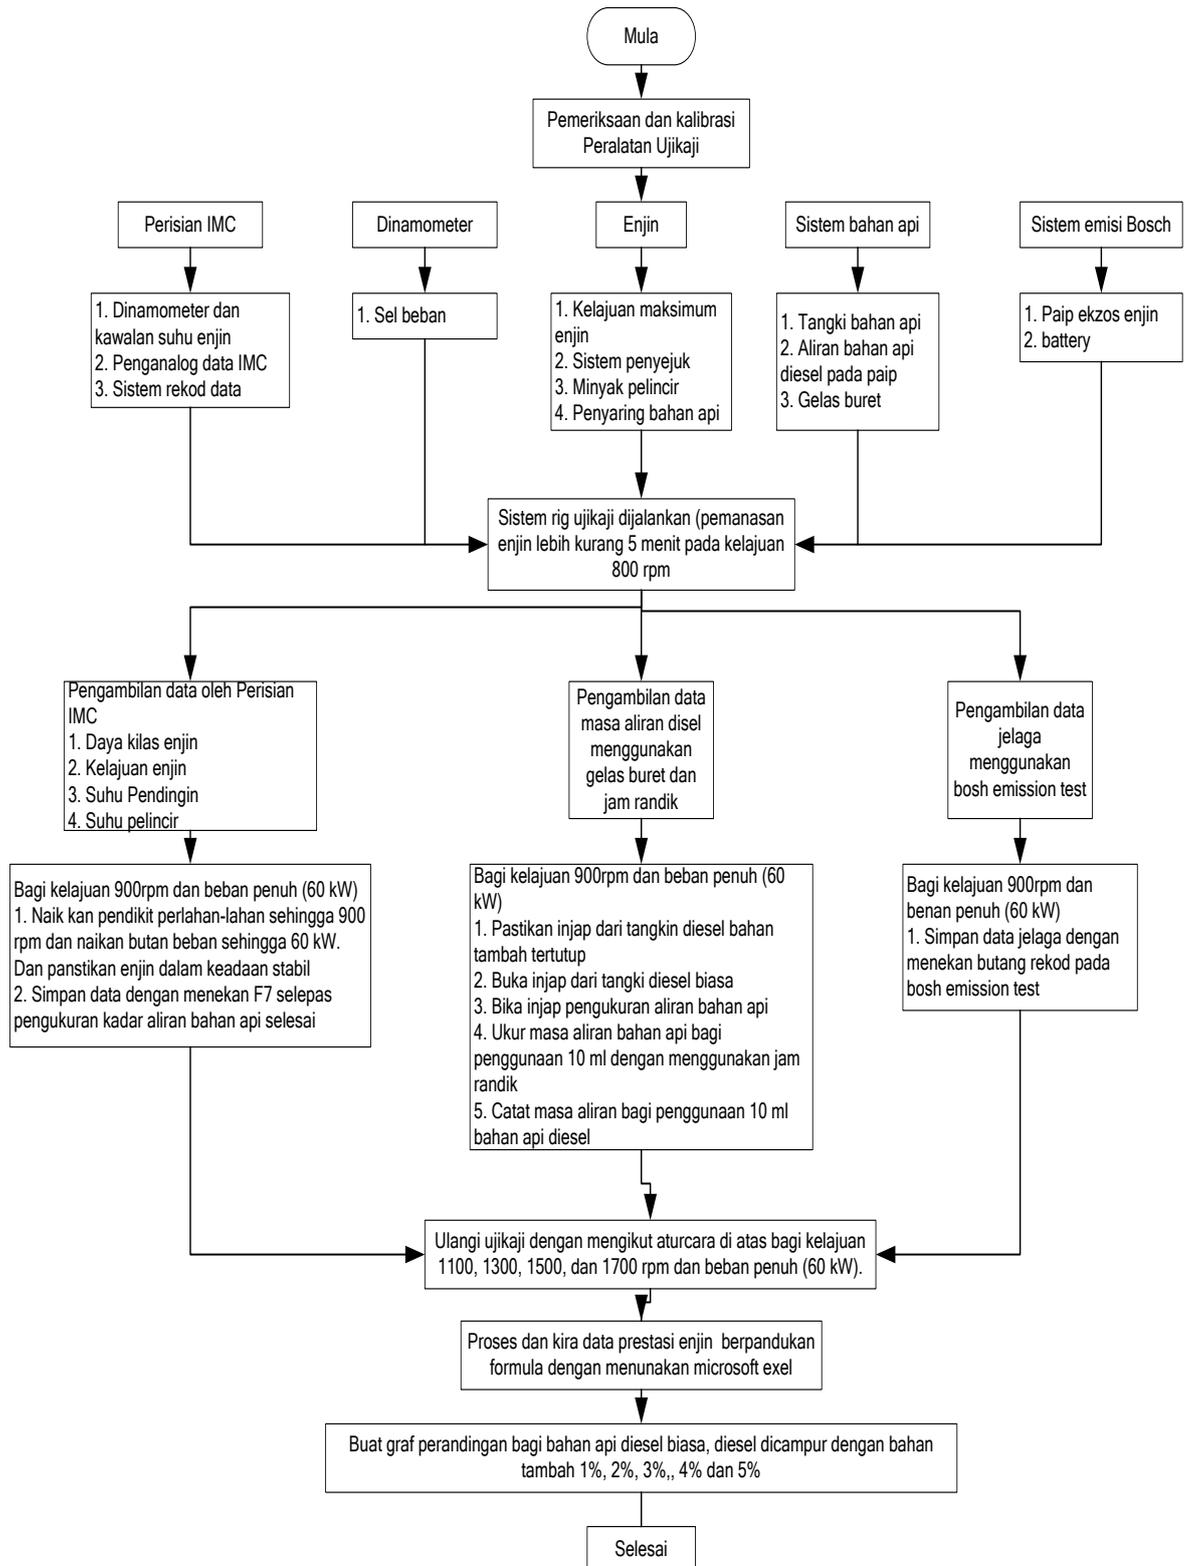 Mula
Pemeriksaan dan kalibrasi
Peralatan Ujikaji
Perisian IMC
Dinamometer
Enjin
Sistem bahan api
Sistem emisi Bosch
1. Dinamometer dan
kawalan suhu enjin
2. Penganalog data IMC
3. Sistem rekod data
1. Sel beban
1. Kelajuan maksimum
enjin
2. Sistem penyejuk
3. Minyak pelincir
4. Penyaring bahan api
1. Tangki bahan api
2. Aliran bahan api
diesel pada paip
3. Gelas buret
1. Paip ekzos enjin
2. battery
Sistem rig ujikaji dijalankan (pemanasan
enjin lebih kurang 5 menit pada kelajuan
800 rpm
Pengambilan data oleh Perisian
IMC
1. Daya kilas enjin
2. Kelajuan enjin
3. Suhu Pendingin
4. Suhu pelincir
Pengambilan data
masa aliran disel
menggunakan
gelas buret dan
jam randik
Pengambilan data
jelaga
menggunakan
bosh emission test
Bagi kelajuan 900rpm dan beban penuh (60 kW)
1. Naik kan pendikit perlahan-lahan sehingga 900
rpm dan naikan butan beban sehingga 60 kW.
Dan panstikan enjin dalam keadaan stabil
2. Simpan data dengan menekan F7 selepas
pengukuran kadar aliran bahan api selesai
Bagi kelajuan 900rpm dan beban penuh (60
kW)
1. Pastikan injap dari tangkin diesel bahan
tambah tertutup
2. Buka injap dari tangki diesel biasa
3. Bika injap pengukuran aliran bahan api
4. Ukur masa aliran bahan api bagi
penggunaan 10 ml dengan menggunakan jam
randik
5. Catat masa aliran bagi penggunaan 10 ml
bahan api diesel
Bagi kelajuan 900rpm dan
benan penuh (60 kW)
1. Simpan data jelaga dengan
menekan butang rekod pada
bosh emission test
Ulangi ujikaji dengan mengikut aturcara di atas bagi kelajuan
1100, 1300, 1500, dan 1700 rpm dan beban penuh (60 kW).
Proses dan kira data prestasi enjin berpandukan
formula dengan menunakan microsoft exel
Buat graf perandingan bagi bahan api diesel biasa, diesel dicampur dengan bahan
tambah 1%, 2%, 3%,, 4% dan 5%
Selesai